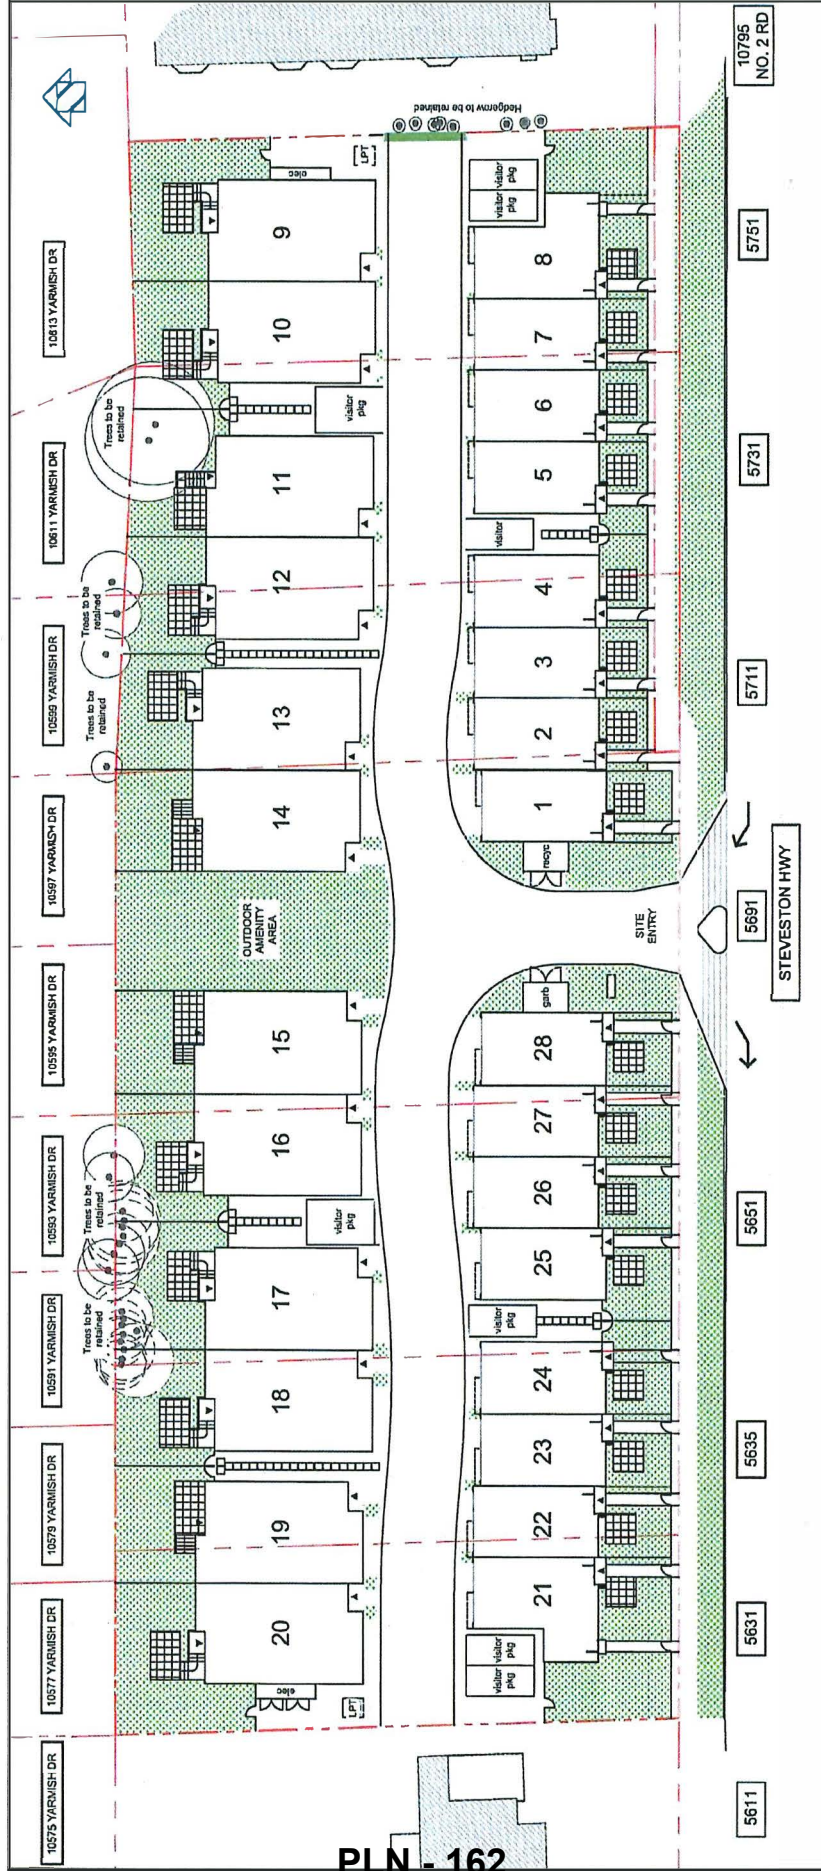 10575 YARMISH DR
10577 YARMISH DR
10579 YARMISH DR
10591 YARMISH DR
10593 YARMISH DR
10595 YARMISH DR
10597 YARMISH DR
10599 YARMISH DR
10611 YARMISH DR
10613 YARMISH DR
Trees to be
retained
Trees to be
retained
Trees to be
retained
Trees to be
retained
Trees to be
retained
20
19
18
17
16
15
OUTDOOR
AMENITY
AREA
14
13
12
11
10
9
elec
elec
LPT
LPT
visitor
pkg
visitor
pkg
Hedgerow to be retained
visitor
pkg
visitor
pkg
visitor
pkg
visitor
visitor
pkg
visitor
pkg
21
22
23
24
25
26
27
28
garb
SITE
ENTRY
recyc
1
2
3
4
5
6
7
8
5611
5631
5635
5651
5691
5711
5731
5751
10795
NO. 2 RD
STEVESTON HWY
PLN - 162